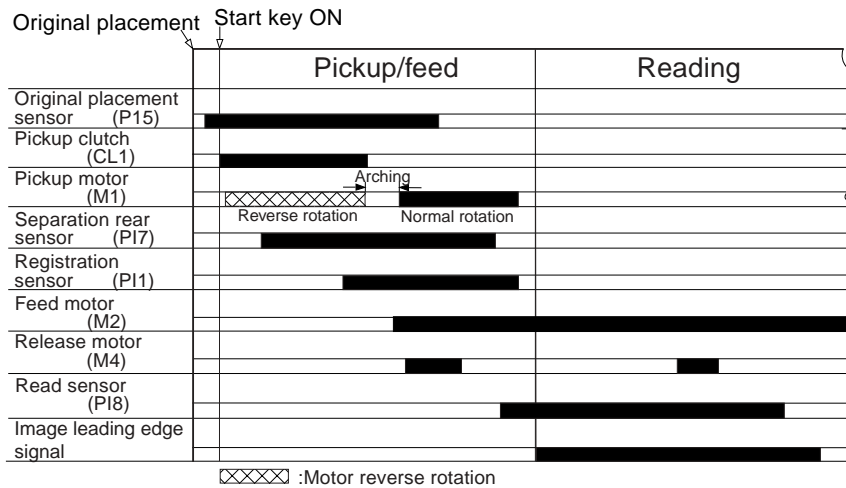 Original placement
Start key ON
Pickup/feed
Reading
Original placement
sensor (P15)
Pickup clutch
(CL1)
Pickup motor
(M1)
Arching
Reverse rotation
Normal rotation
Separation rear
sensor (PI7)
Registration
sensor (PI1)
Feed motor
(M2)
Release motor
(M4)
Read sensor
(PI8)
Image leading edge
signal
:Motor reverse rotation